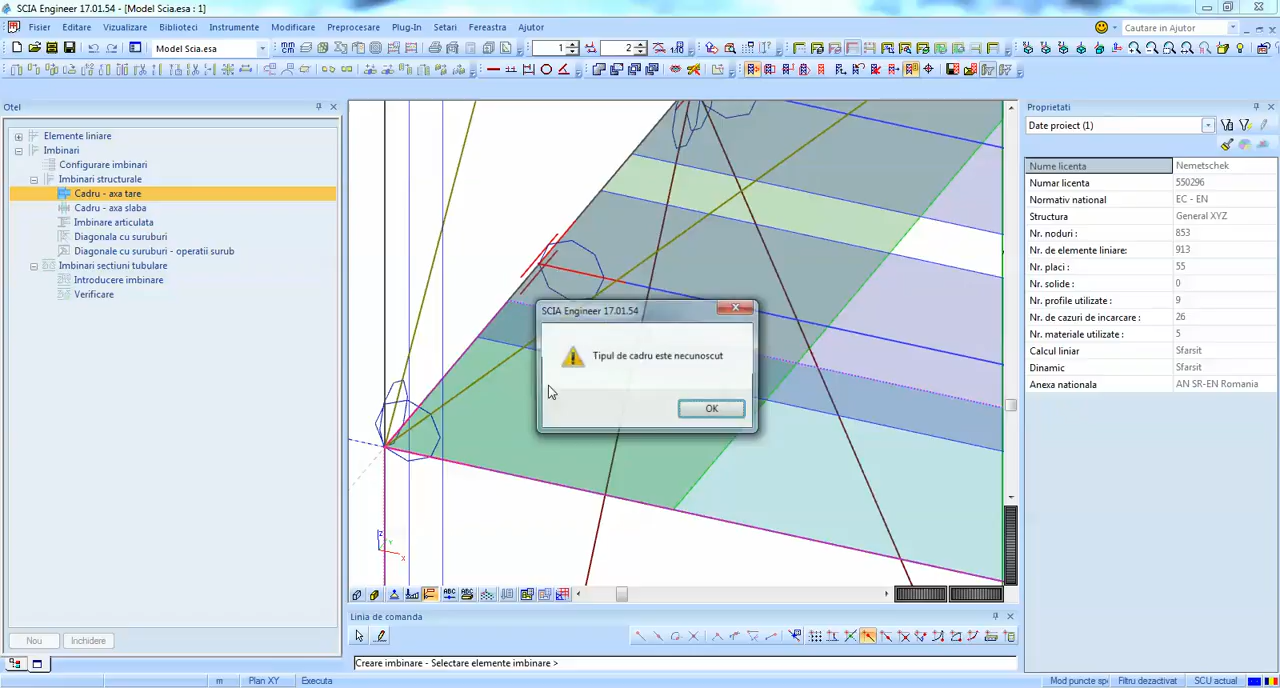 SCIA Engineer 17.01.54 - [Model Scia.esa : 1]
Fisier Editare Vizualizare Biblioteci Instrumente Modificare Preprocesare Plug-In Setari Fereastra Ajutor
Cautare in Ajutor
Model Scia.esa
1
2
Otel
Elemente liniare
Imbinari
Configurare imbinari
Imbinari structurale
Cadru - axa tare
Cadru - axa slaba
Imbinare articulata
Diagonala cu suruburi
Diagonale cu suruburi - operatii surub
Imbinari sectiuni tubulare
Introducere imbinare
Verificare
Nou Inchidere
SCIA Engineer 17.01.54
Tipul de cadru este necunoscut
OK
z
y
x
Proprietati
Date proiect (1)
Nume licenta Nemetschek
Numar licenta 550296
Normativ national EC - EN
Structura General XYZ
Nr. noduri : 853
Nr. de elemente liniare: 913
Nr. placi : 55
Nr. solide : 0
Nr. profile utilizate : 9
Nr. de cazuri de incarcare : 26
Nr. materiale utilizate : 5
Calcul liniar Sfarsit
Dinamic Sfarsit
Anexa nationala AN SR-EN Romania
Linia de comanda
Creare imbinare - Selectare elemente imbinare >
m Plan XY Executa Mod puncte sp Filtru dezactivat SCU actual